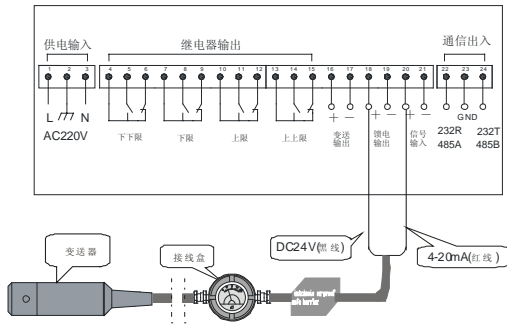 供电输入 继电器输出 通信出入
1 2 3 4 5 6 7 8 9 10 11 12 13 14 15 16 17 18 19 20 21 22 23 24
L N
AC220V
下下限 下限 上限 上上限
+ − + − + −
变送输出
馈电输出
信号输入
GND
232R 232T
485A 485B
DC24V(黑线)
4-20mA(红线)
变送器
接线盒